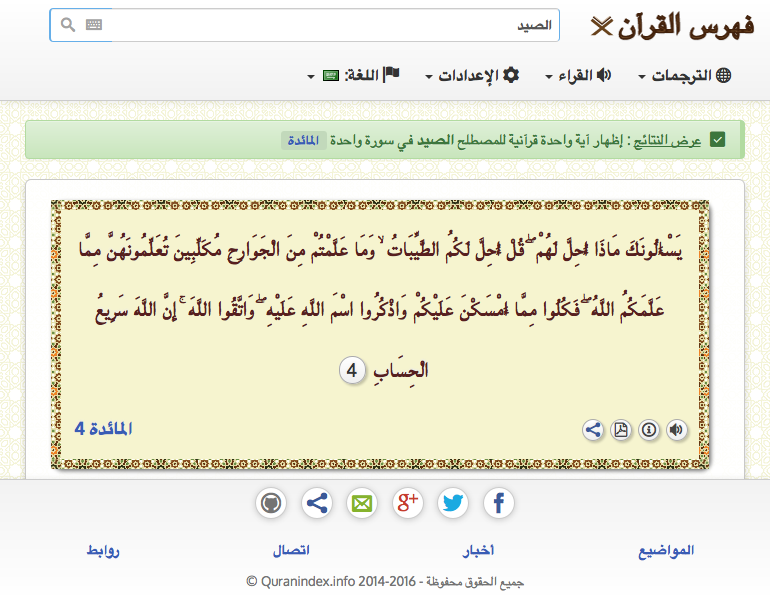 فهرس القرآن
الصيد
الترجمات
القراء
الإعدادات
اللغة:
عرض النتائج : إظهار آية واحدة قرآنية للمصطلح الصيد في سورة واحدة المائدة
يَسْأَلُونَكَ مَاذَا أُحِلَّ لَهُمْ ۖ قُلْ أُحِلَّ لَكُمُ الطَّيِّبَاتُ ۙ وَمَا عَلَّمْتُمْ مِنَ الْجَوَارِحِ مُكَلِّبِينَ تُعَلِّمُونَهُنَّ مِمَّا
عَلَّمَكُمُ اللَّهُ ۖ فَكُلُوا مِمَّا أَمْسَكْنَ عَلَيْكُمْ وَاذْكُرُوا اسْمَ اللَّهِ عَلَيْهِ ۖ وَاتَّقُوا اللَّهَ ۚ إِنَّ اللَّهَ سَرِيعُ
الْحِسَابِ 4
المائدة 4
g+
المواضيع
أخبار
اتصال
روابط
جميع الحقوق محفوظة - Quranindex.info 2014-2016 ©